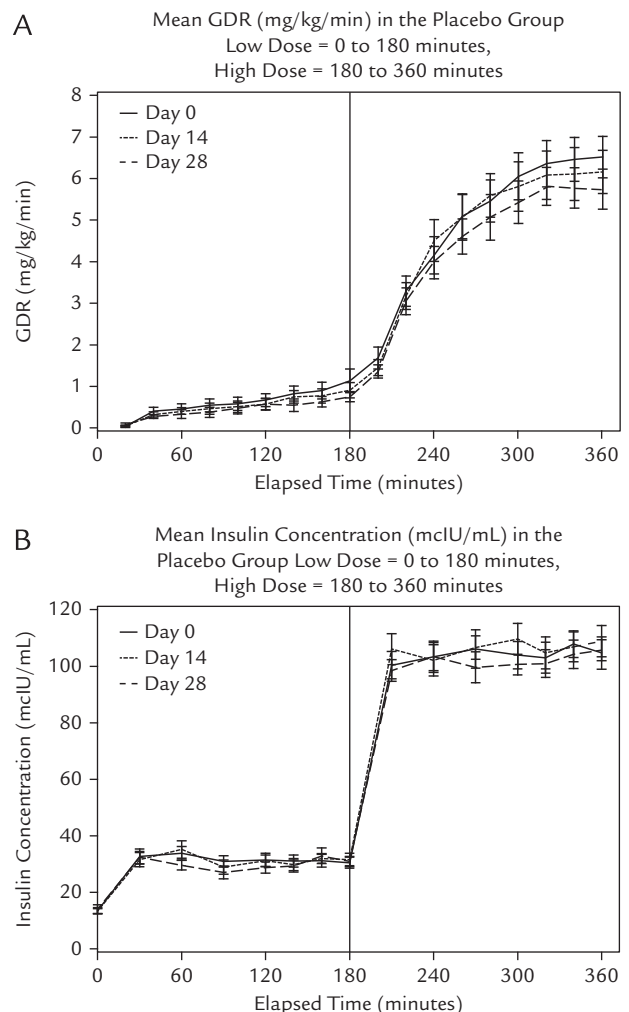 A
Mean GDR (mg/kg/min) in the Placebo Group
Low Dose = 0 to 180 minutes,
High Dose = 180 to 360 minutes
8
7
6
5
4
3
2
1
0
GDR (mg/kg/min)
Day 0
Day 14
Day 28
0 60 120 180 240 300 360
Elapsed Time (minutes)
B
Mean Insulin Concentration (mcIU/mL) in the
Placebo Group Low Dose = 0 to 180 minutes,
High Dose = 180 to 360 minutes
120
100
80
60
40
20
0
Insulin Concentration (mcIU/mL)
Day 0
Day 14
Day 28
0 60 120 180 240 300 360
Elapsed Time (minutes)